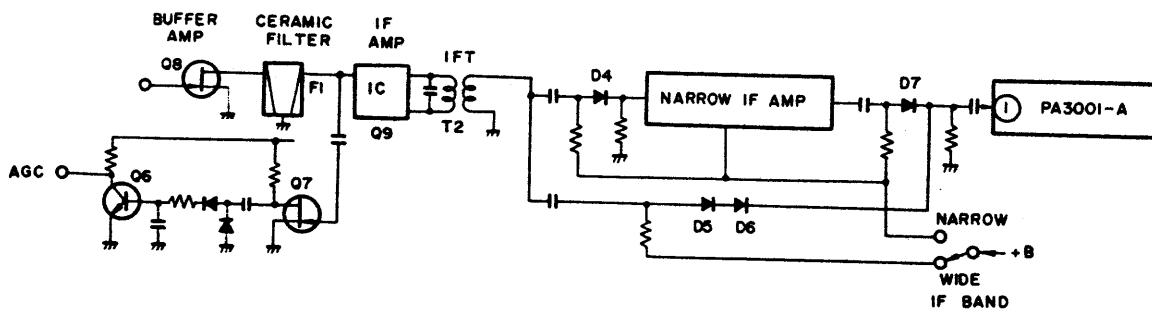 BUFFER
AMP
CERAMIC
FILTER
IF
AMP
IFT
Q8
F1
IC
Q9
T2
D4
NARROW IF AMP
D7
1
PA3001-A
AGC
Q6
Q7
D5
D6
NARROW
+B
WIDE
IF BAND